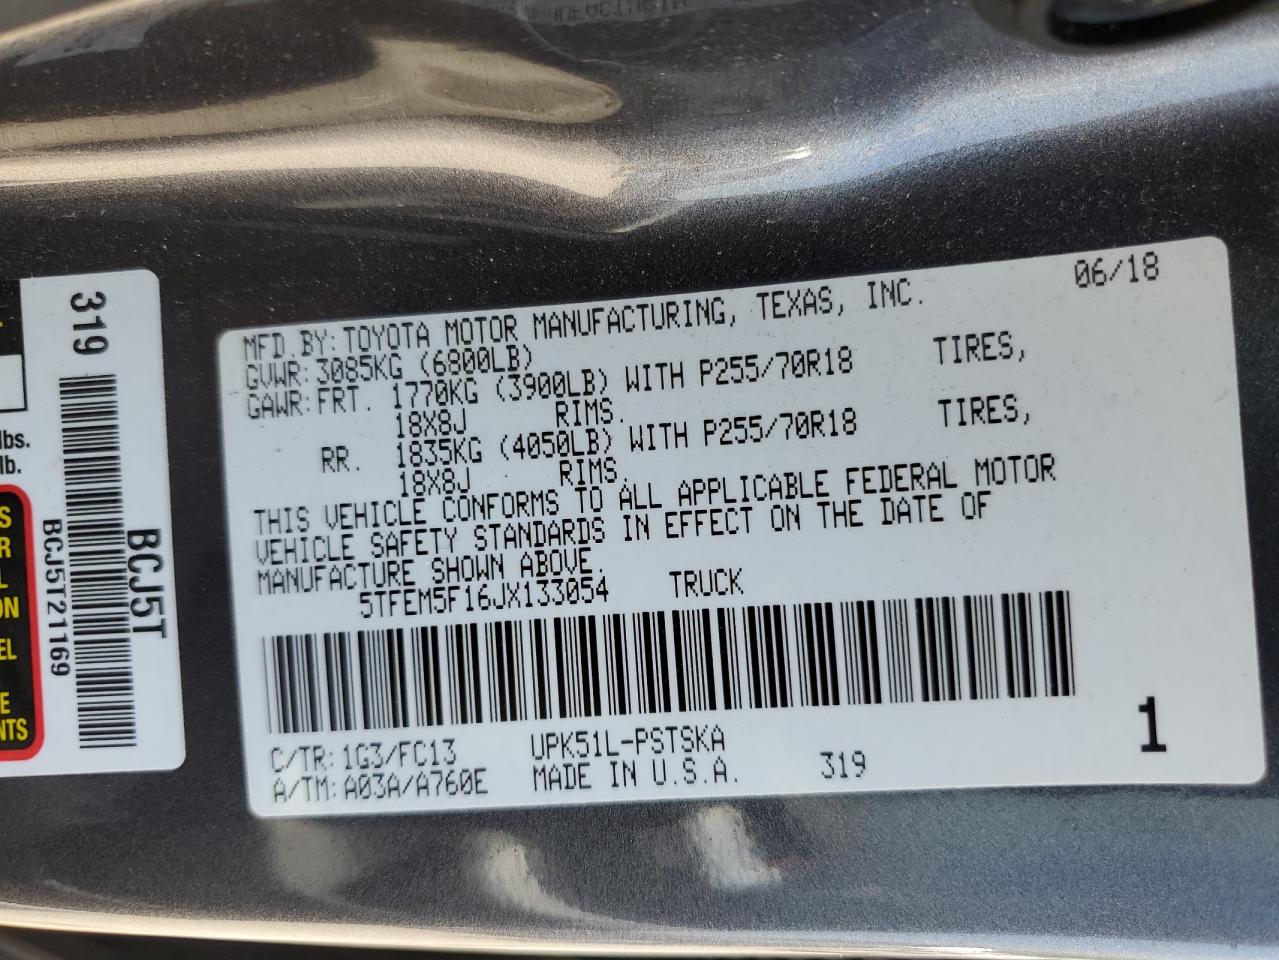 MFD.BY:TOYOTA MOTOR MANUFACTURING, TEXAS, INC. 06/18
GVWR:3085KG (6800LB)
GAWR:FRT. 1770KG (3900LB) WITH P255/70R18 TIRES,
18X8J RIMS.
RR. 1835KG (4050LB) WITH P255/70R18 TIRES,
18X8J RIMS.
THIS VEHICLE CONFORMS TO ALL APPLICABLE FEDERAL MOTOR
VEHICLE SAFETY STANDARDS IN EFFECT ON THE DATE OF
MANUFACTURE SHOWN ABOVE.
5TFEM5F16JX133054 TRUCK
C/TR:1G3/FC13 UPK51L-PSTSKA
A/TM:A03A/A760E MADE IN U.S.A. 319
1
319
BCJ5T
BCJ5T21169
lbs.
lb.